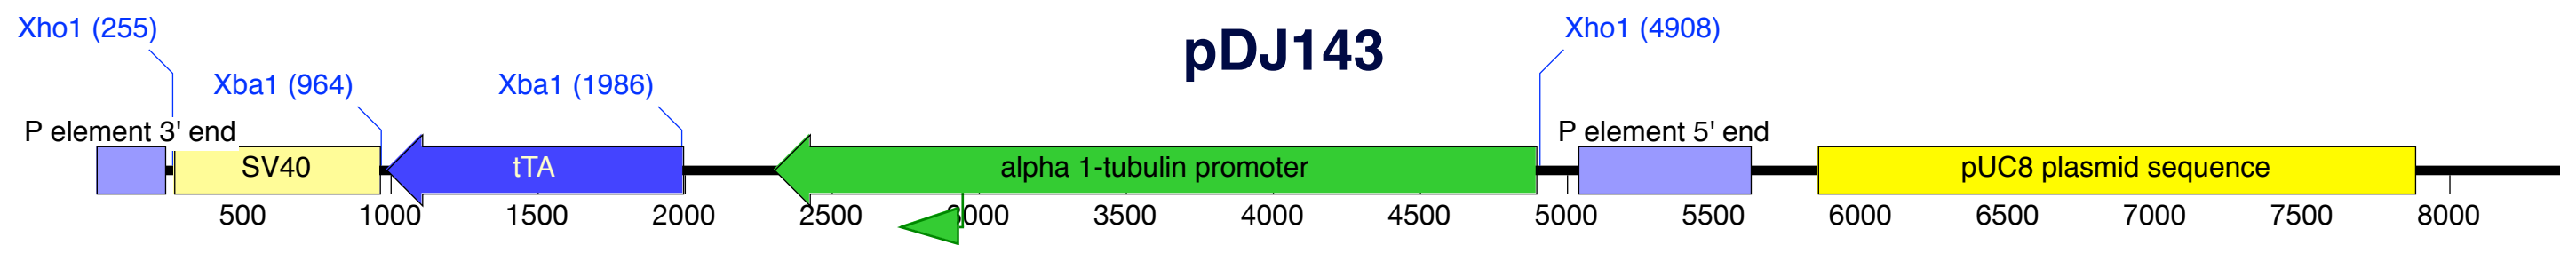 pDJ143
Xho1 (255)
Xho1 (4908)
Xba1 (964)
Xba1 (1986)
P element 3' end
P element 5' end
SV40
tTA
alpha 1-tubulin promoter
pUC8 plasmid sequence
500 1000 1500 2000 2500 3000 3500 4000 4500 5000 5500 6000 6500 7000 7500 8000